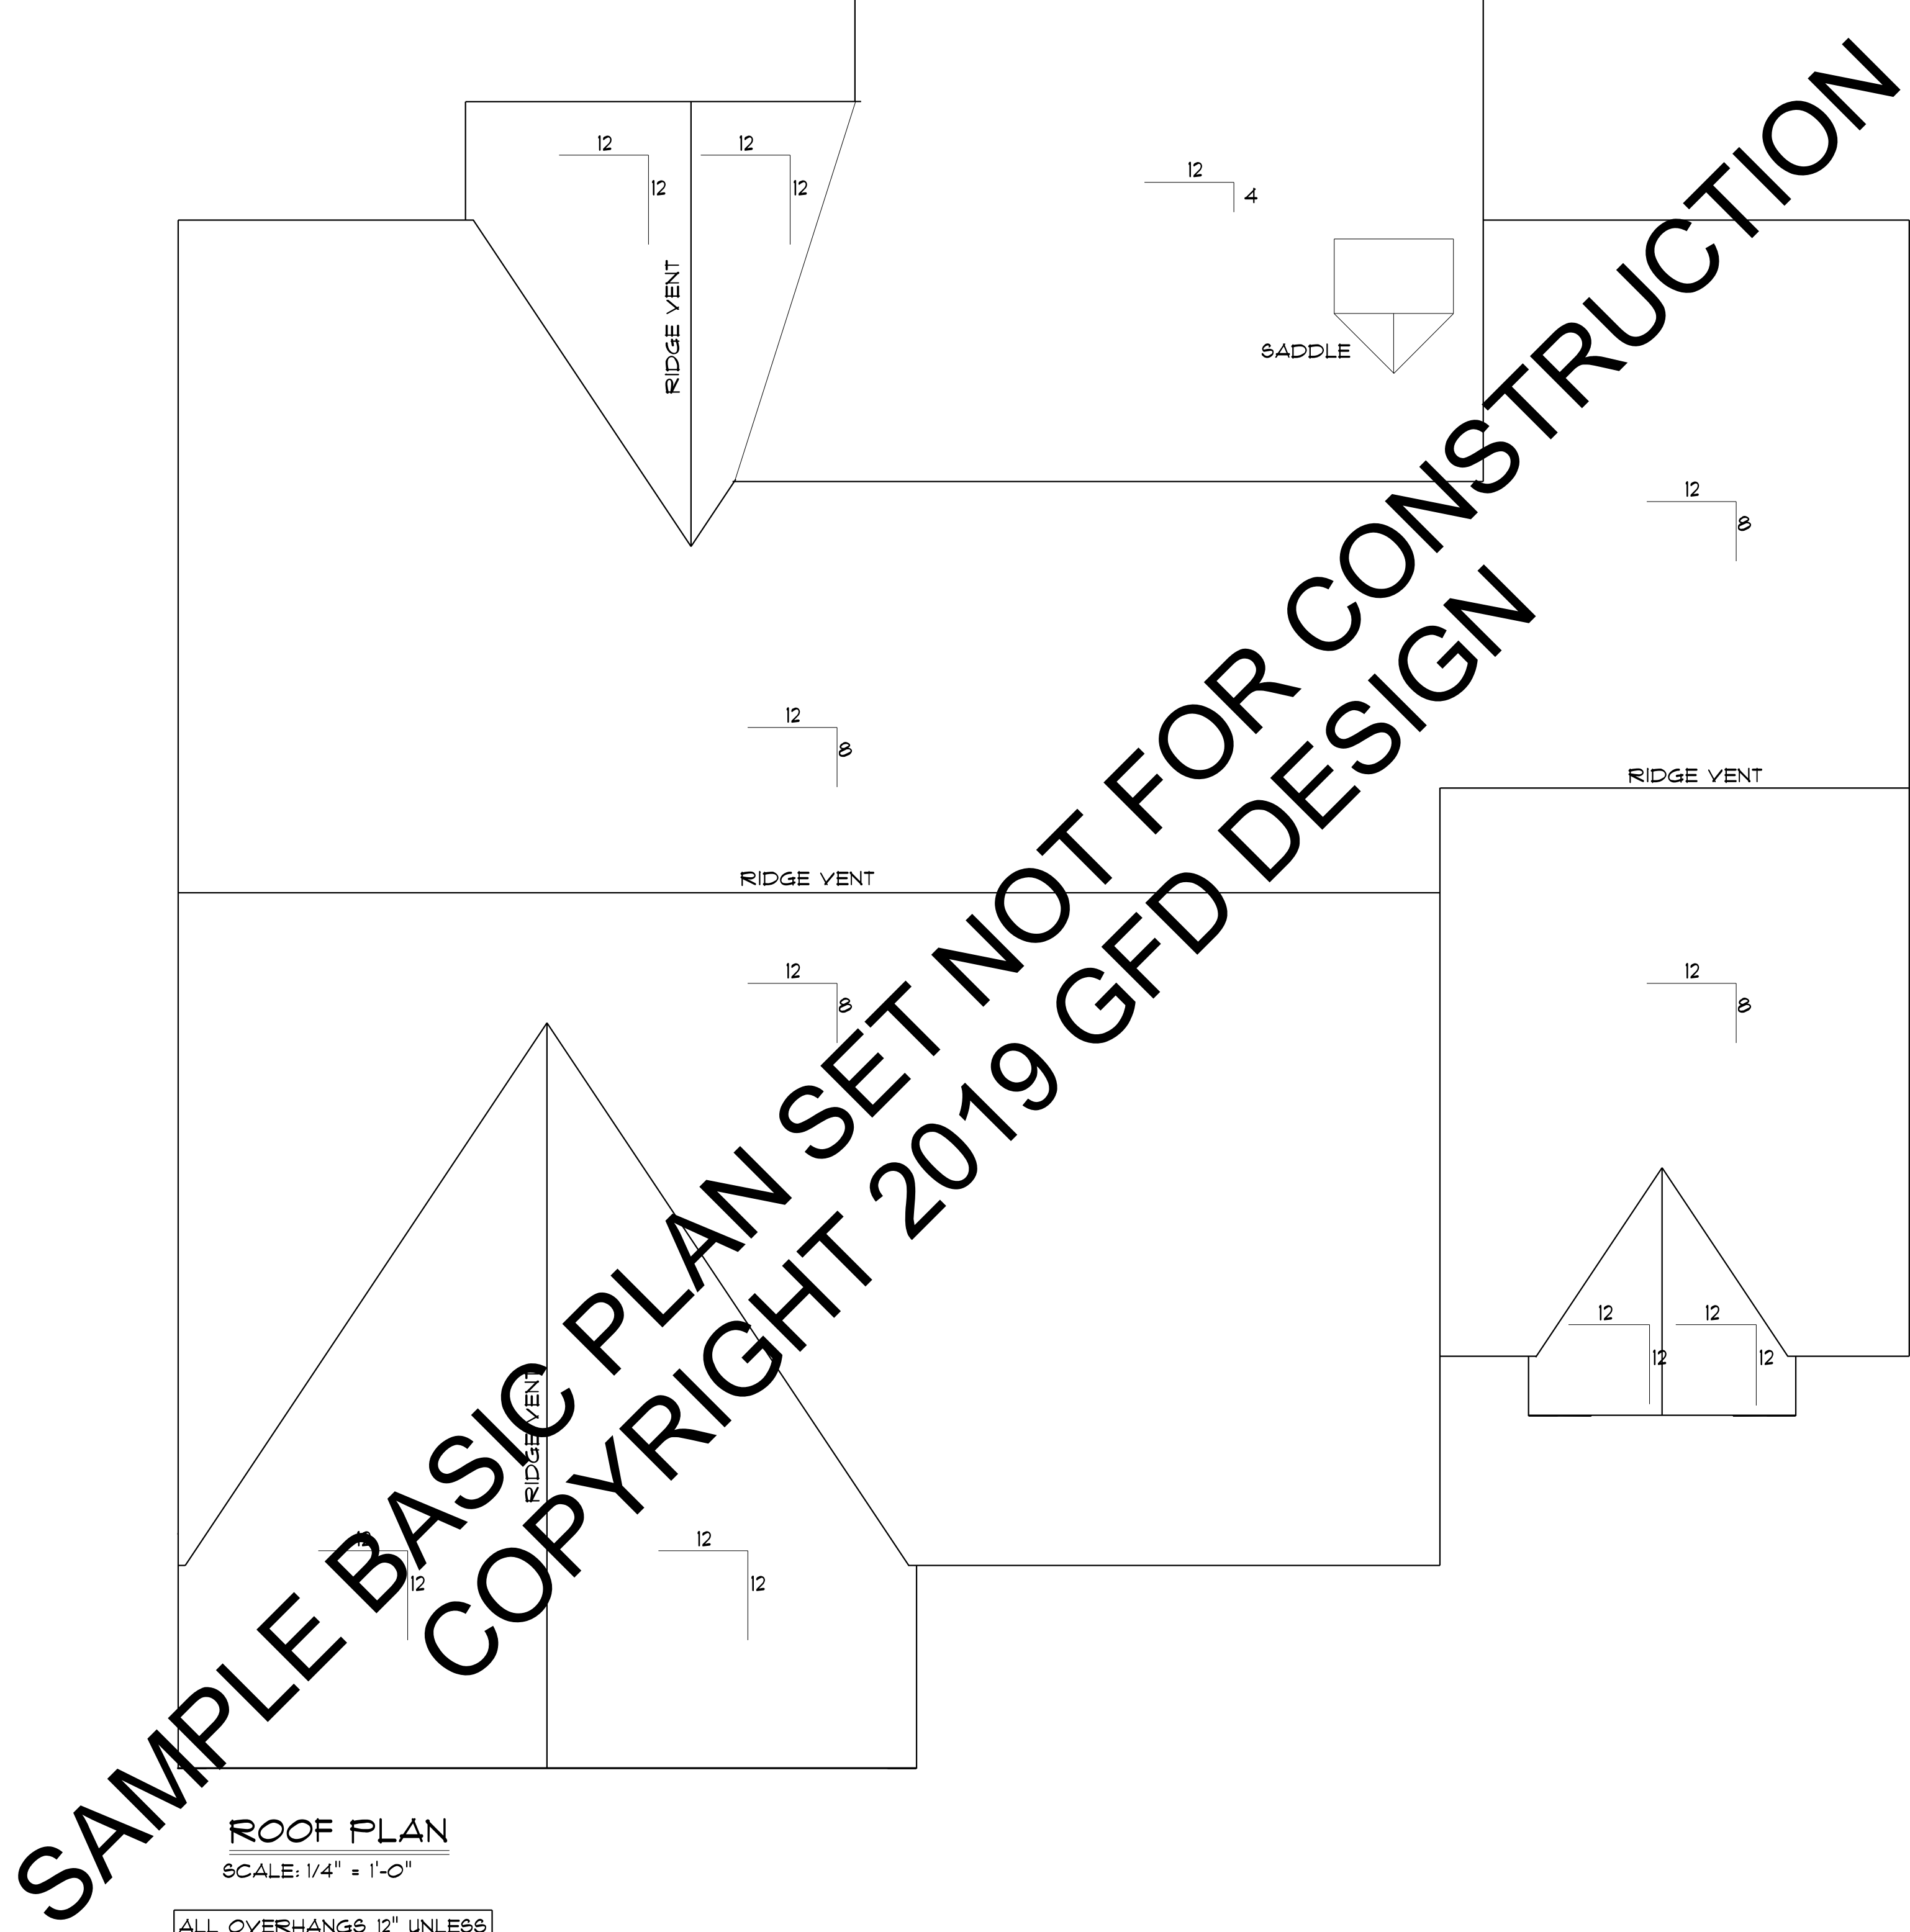 12
12
12
12
12
4
RIDGE VENT
SADDLE
12
8
12
8
RIDGE VENT
RIDGE VENT
12
8
12
8
12
12
12
12
RIDGE VENT
12
12
12
12
SAMPLE BASIC PLAN SET NOT FOR CONSTRUCTION
COPYRIGHT 2019 GFD DESIGN
ROOF PLAN
SCALE: 1/4" = 1'-0"
ALL OVERHANGS 12" UNLESS